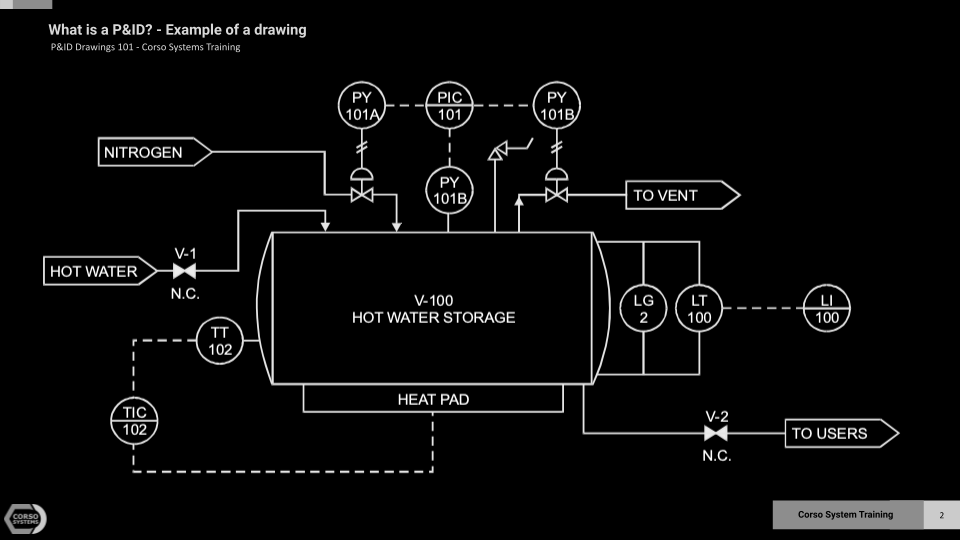 What is a P&ID? - Example of a drawing
P&ID Drawings 101 - Corso Systems Training
PY
101A
PIC
101
PY
101B
NITROGEN
PY
101B
TO VENT
V-1
HOT WATER
N.C.
V-100
HOT WATER STORAGE
LG
2
LT
100
LI
100
TT
102
HEAT PAD
TIC
102
V-2
TO USERS
N.C.
CORSO
SYSTEMS
Corso System Training
2